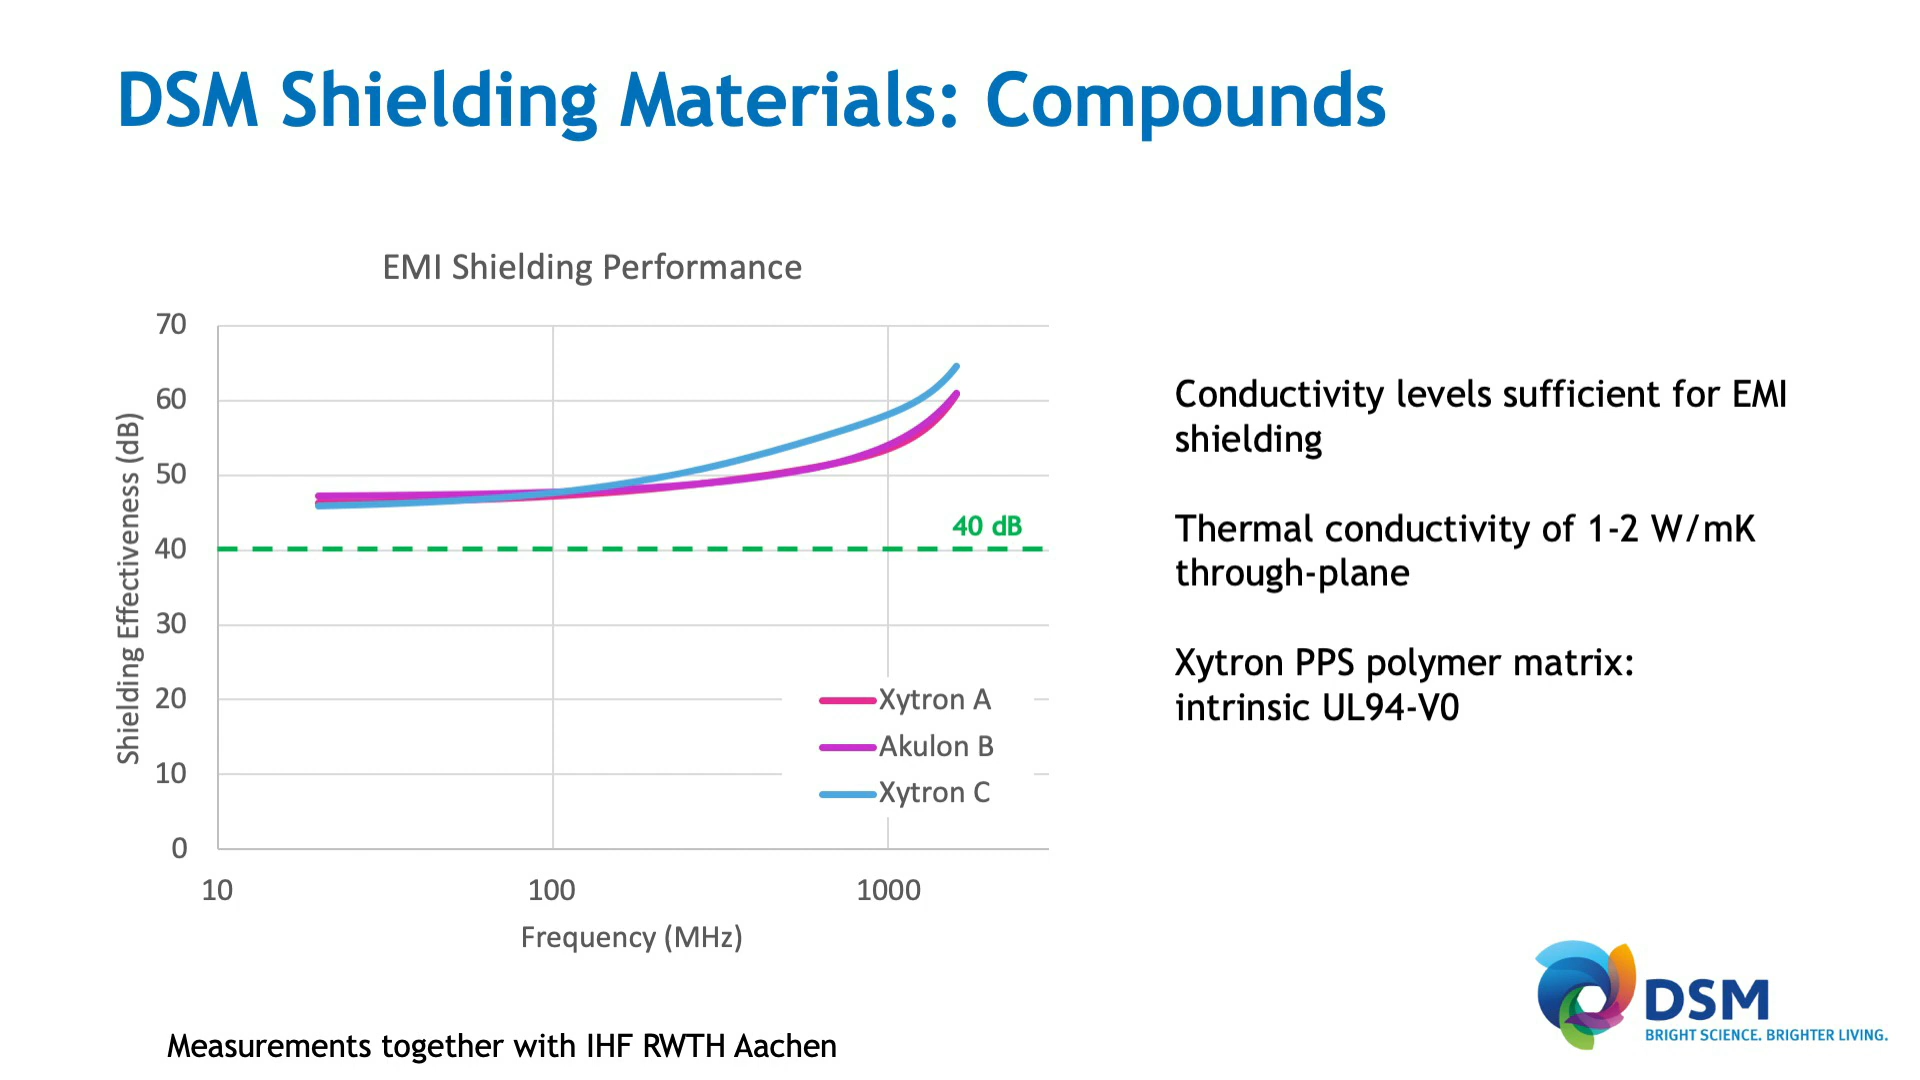 DSM Shielding Materials: Compounds
EMI Shielding Performance
Shielding Effectiveness (dB)
70
60
50
40
30
20
10
0
40 dB
Xytron A
Akulon B
Xytron C
10 100 1000
Frequency (MHz)
Conductivity levels sufficient for EMI
shielding
Thermal conductivity of 1-2 W/mK
through-plane
Xytron PPS polymer matrix:
intrinsic UL94-V0
Measurements together with IHF RWTH Aachen
DSM
BRIGHT SCIENCE. BRIGHTER LIVING.